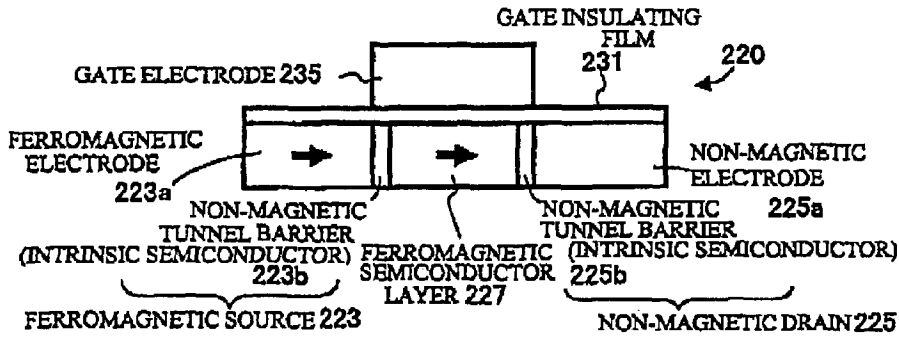 GATE INSULATING
FILM
231
220
GATE ELECTRODE 235
FERROMAGNETIC
ELECTRODE
223a
NON-MAGNETIC
ELECTRODE
225a
NON-MAGNETIC
TUNNEL BARRIER
(INTRINSIC SEMICONDUCTOR)
223b
FERROMAGNETIC
SEMICONDUCTOR
LAYER 227
NON-MAGNETIC
TUNNEL BARRIER
(INTRINSIC SEMICONDUCTOR)
225b
FERROMAGNETIC SOURCE 223
NON-MAGNETIC DRAIN 225